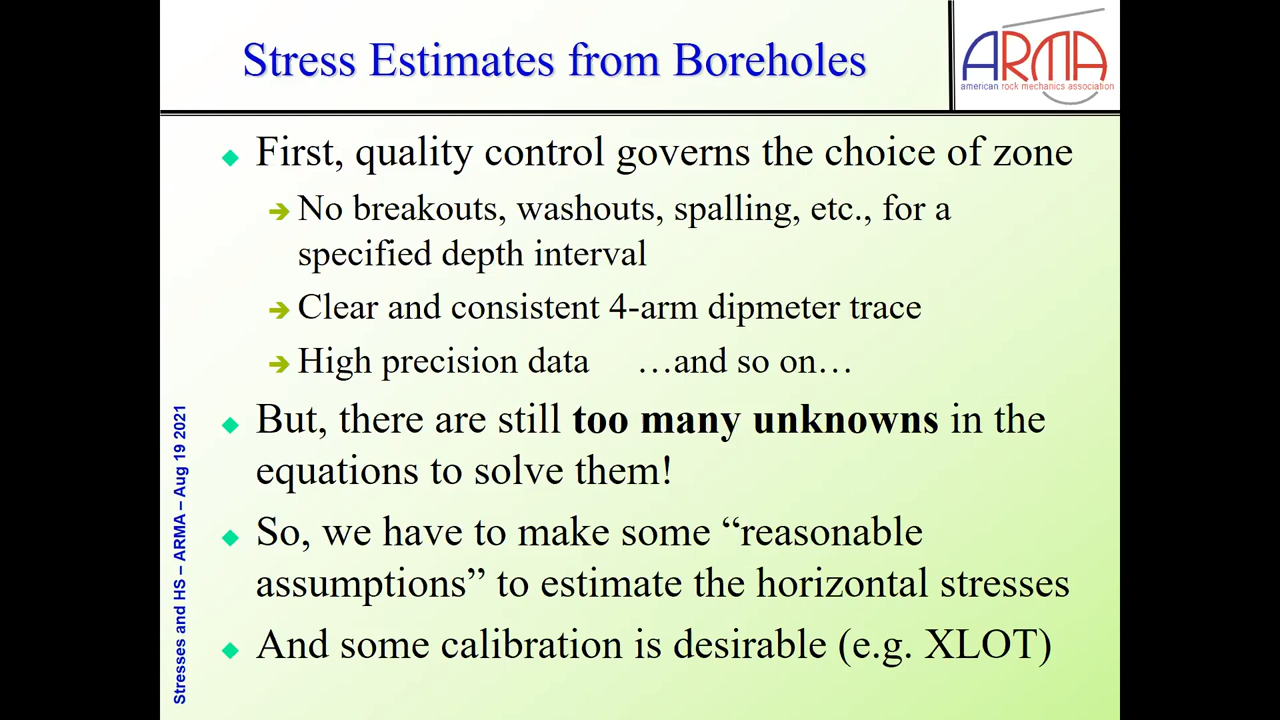 Stress Estimates from Boreholes
ARMA
american rock mechanics association
First, quality control governs the choice of zone
No breakouts, washouts, spalling, etc., for a
specified depth interval
Clear and consistent 4-arm dipmeter trace
High precision data …and so on…
But, there are still too many unknowns in the
equations to solve them!
So, we have to make some “reasonable
assumptions” to estimate the horizontal stresses
And some calibration is desirable (e.g. XLOT)
Stresses and HS – ARMA – Aug 19 2021